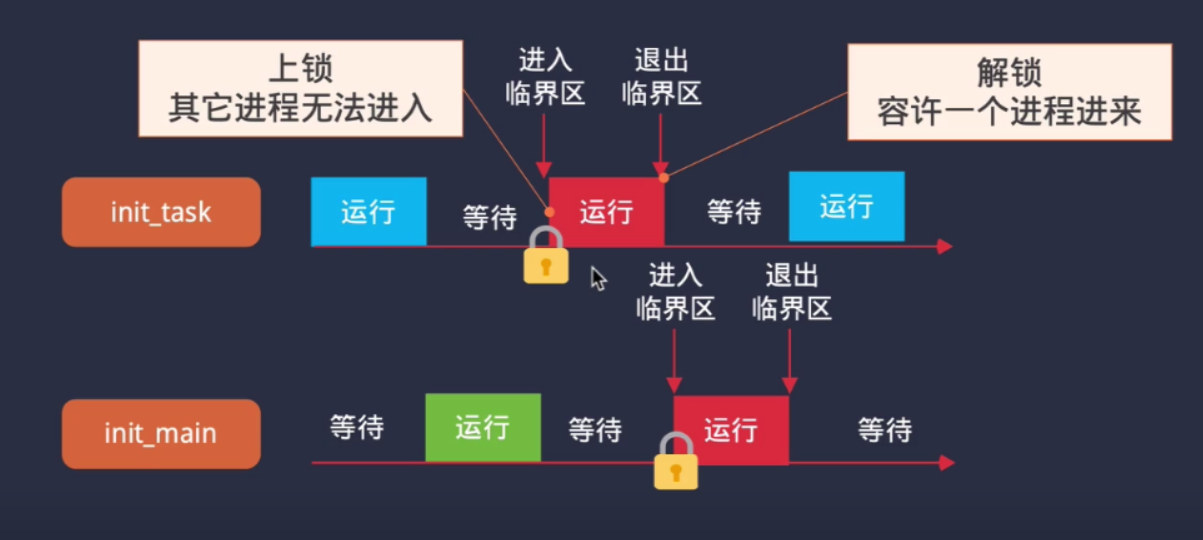 上锁
其它进程无法进入
进入
临界区
退出
临界区
解锁
容许一个进程进来
init_task
运行
等待
运行
等待
运行
进入
临界区
退出
临界区
init_main
等待
运行
等待
运行
等待